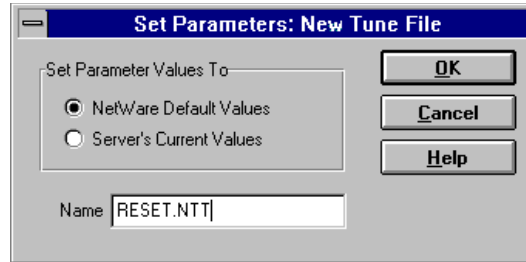 Set Parameters: New Tune File
Set Parameter Values To
NetWare Default Values
Server's Current Values
Name RESET.NTT
OK
Cancel
Help